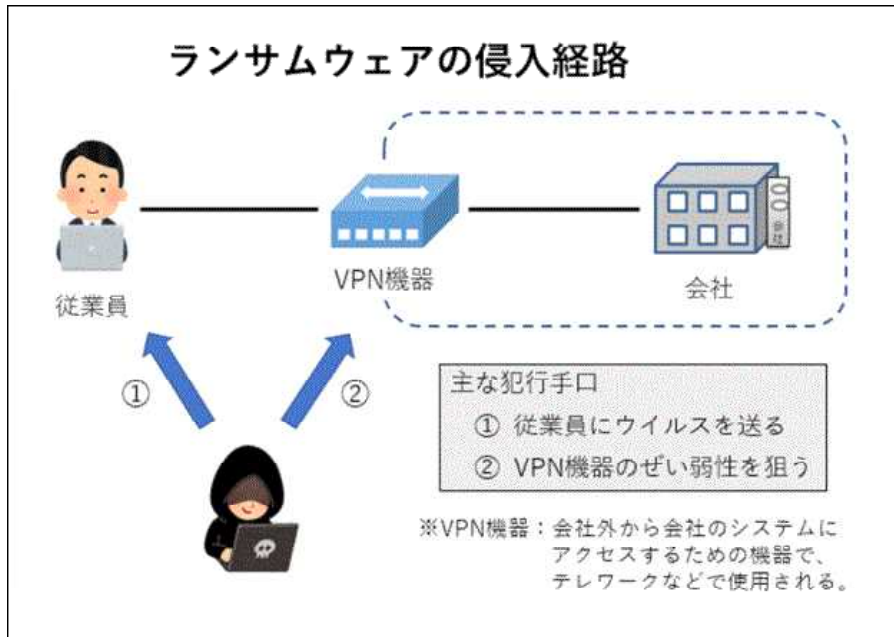 ランサムウェアの侵入経路
従業員
VPN機器
会社
①
②
主な犯行手口
① 従業員にウイルスを送る
② VPN機器のぜい弱性を狙う
※VPN機器：会社外から会社のシステムに
アクセスするための機器で、
テレワークなどで使用される。